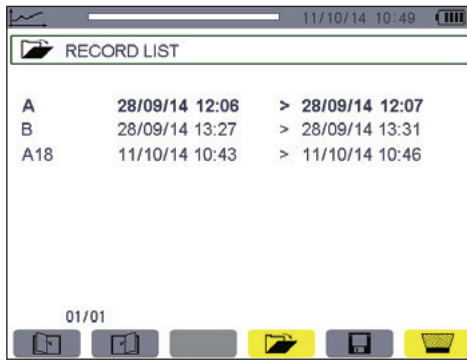 11/10/14 10:49
RECORD LIST
A 28/09/14 12:06 > 28/09/14 12:07
B 28/09/14 13:27 > 28/09/14 13:31
A18 11/10/14 10:43 > 11/10/14 10:46
01/01